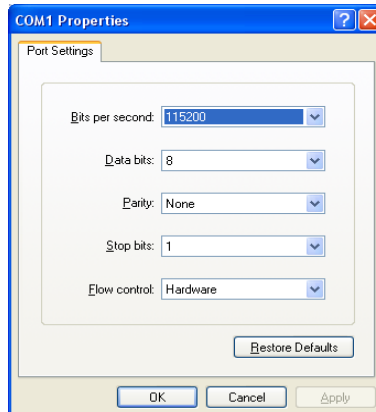 COM1 Properties
Port Settings
Bits per second: 115200
Data bits: 8
Parity: None
Stop bits: 1
Flow control: Hardware
Restore Defaults
OK Cancel Apply